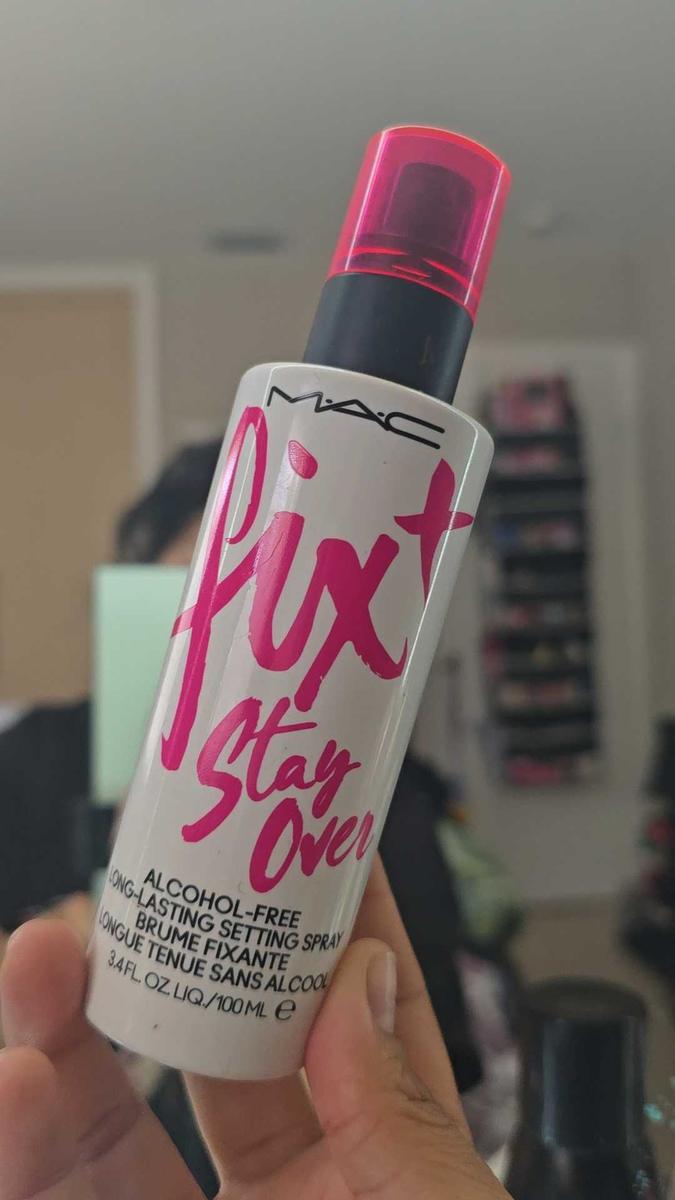 M·A·C
fix+
Stay
Over
ALCOHOL-FREE
LONG-LASTING SETTING SPRAY
BRUME FIXANTE
LONGUE TENUE SANS ALCOOL
3.4 FL. OZ LIQ./100 ML ℮